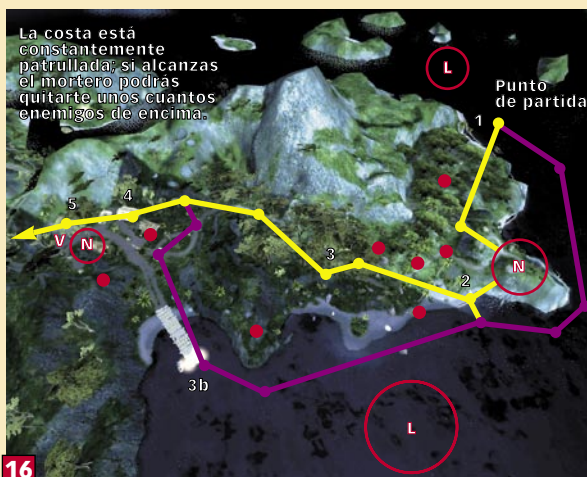 La costa está
constantemente
patrullada; si alcanzas
el mortero podrás
quitarte unos cuantos
enemigos de encima.
L
Punto
de partida
1
5
4
V
N
3
N
2
3b
L
16